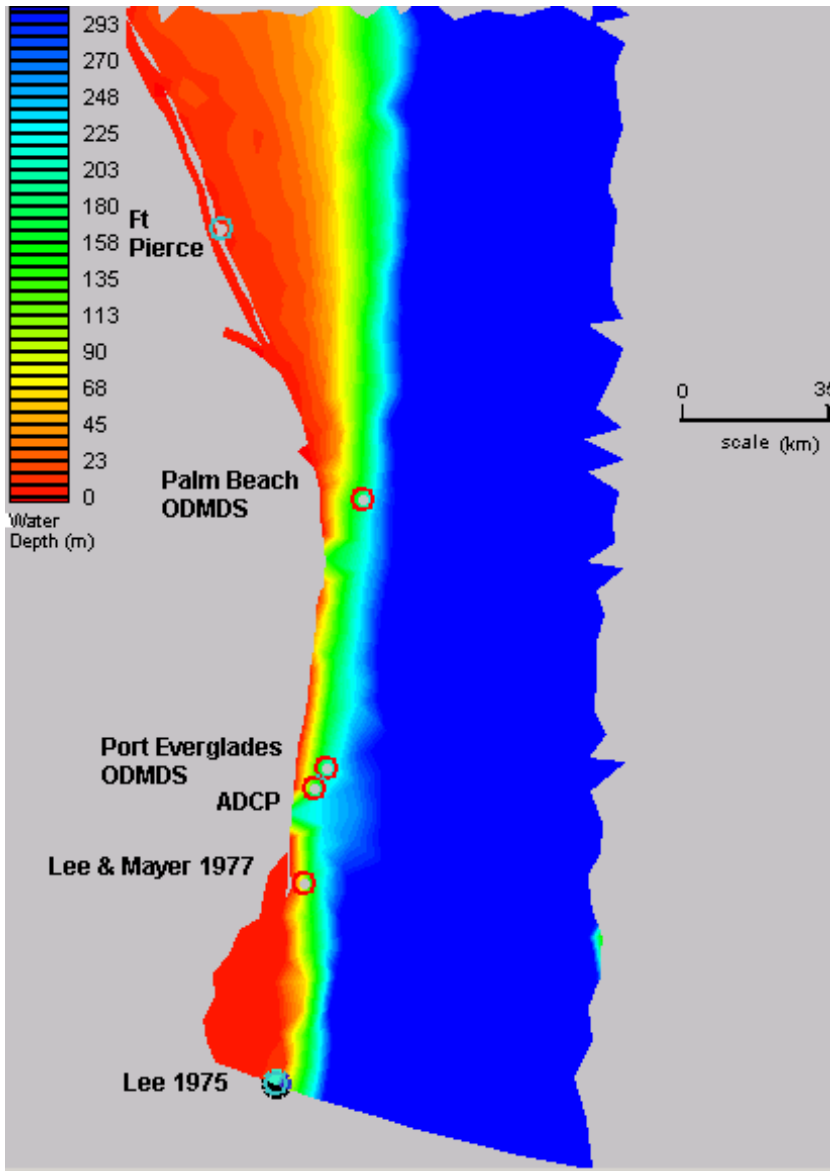 293
270
248
225
203
180
158
135
113
90
68
45
23
0
Water
Depth (m)
Ft
Pierce
0 35
scale (km)
Palm Beach
ODMDS
Port Everglades
ODMDS
ADCP
Lee & Mayer 1977
Lee 1975